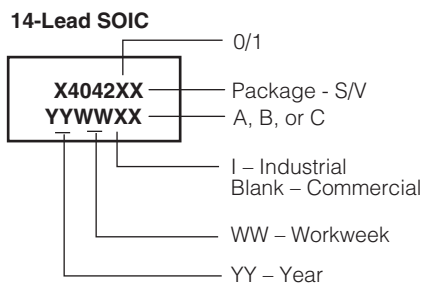 14-Lead SOIC
0/1
X4042XX
Package - S/V
YYWWXX
A, B, or C
I – Industrial
Blank – Commercial
WW – Workweek
YY – Year